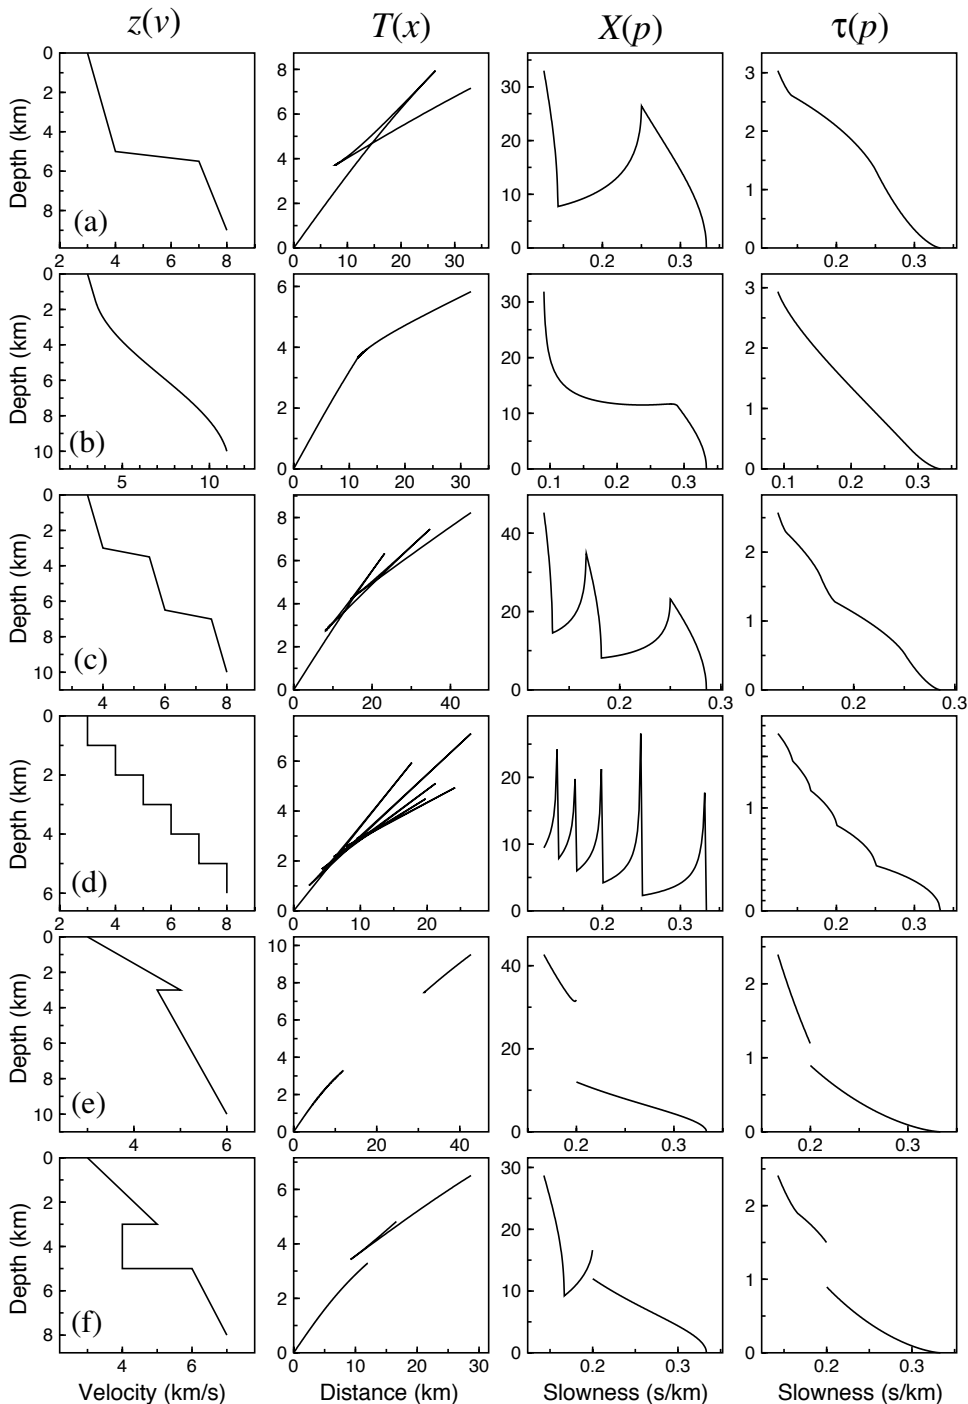 z(v) T(x) X(p) τ(p)
0 2 4 6 8 Depth (km) (a) 2 4 6 8
0 2 4 6 8 0 10 20 30
0 10 20 30 0.2 0.3
0 1 2 3 0.2 0.3
0 2 4 6 8 10 Depth (km) (b) 5 10
0 2 4 6 0 10 20 30
0 10 20 30 0.1 0.2 0.3
0 1 2 3 0.1 0.2 0.3
0 2 4 6 8 10 Depth (km) (c) 4 6 8
0 2 4 6 8 0 20 40
0 20 40 0.2 0.3
0 1 2 0.2 0.3
0 2 4 6 Depth (km) (d) 2 4 6 8
0 2 4 6 0 10 20
0 10 20 0.2 0.3
0 1 0.2 0.3
0 2 4 6 8 10 Depth (km) (e) 4 6
0 2 4 6 8 10 0 20 40
0 20 40 0.2 0.3
0 1 2 0.2 0.3
0 2 4 6 8 Depth (km) (f) 4 6 8
0 2 4 6 0 10 20 30
0 10 20 30 0.2 0.3
0 1 2 0.2 0.3
Velocity (km/s) Distance (km) Slowness (s/km) Slowness (s/km)